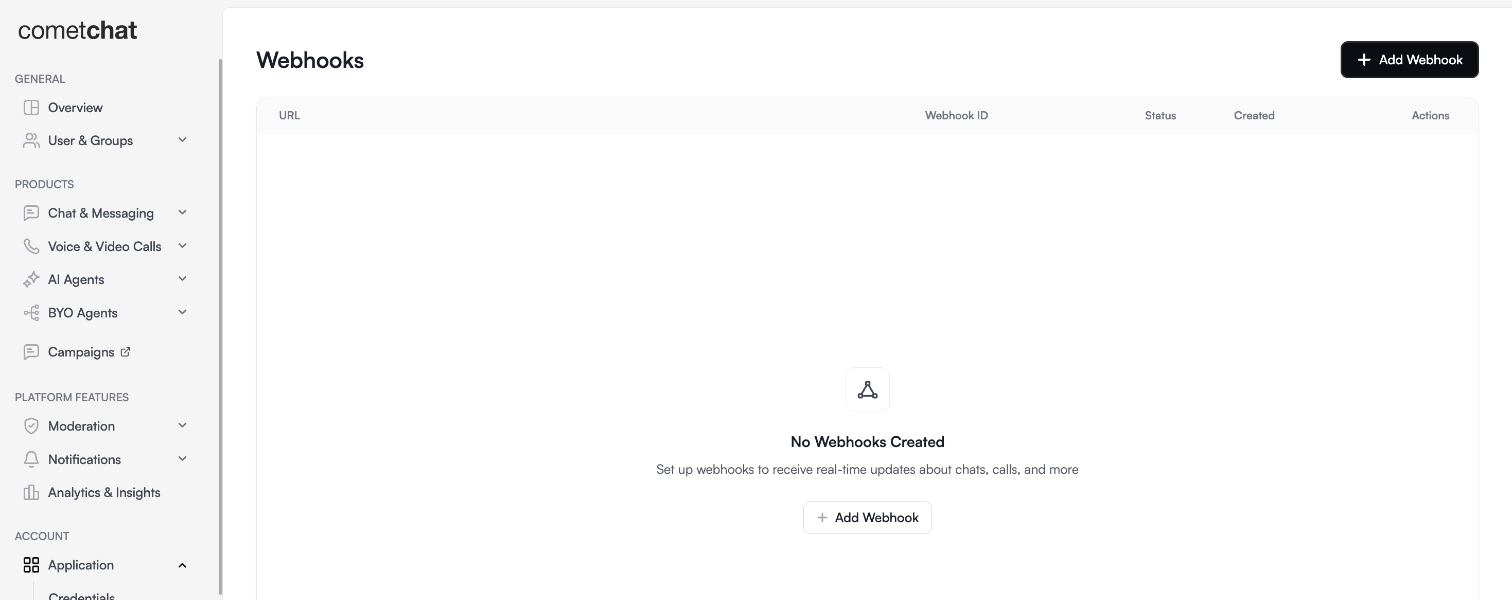 cometchat
GENERAL
Overview
User & Groups
PRODUCTS
Chat & Messaging
Voice & Video Calls
AI Agents
BYO Agents
Campaigns
PLATFORM FEATURES
Moderation
Notifications
Analytics & Insights
ACCOUNT
Application
Credentials
Webhooks
Add Webhook
URL Webhook ID Status Created Actions
No Webhooks Created
Set up webhooks to receive real-time updates about chats, calls, and more
Add Webhook